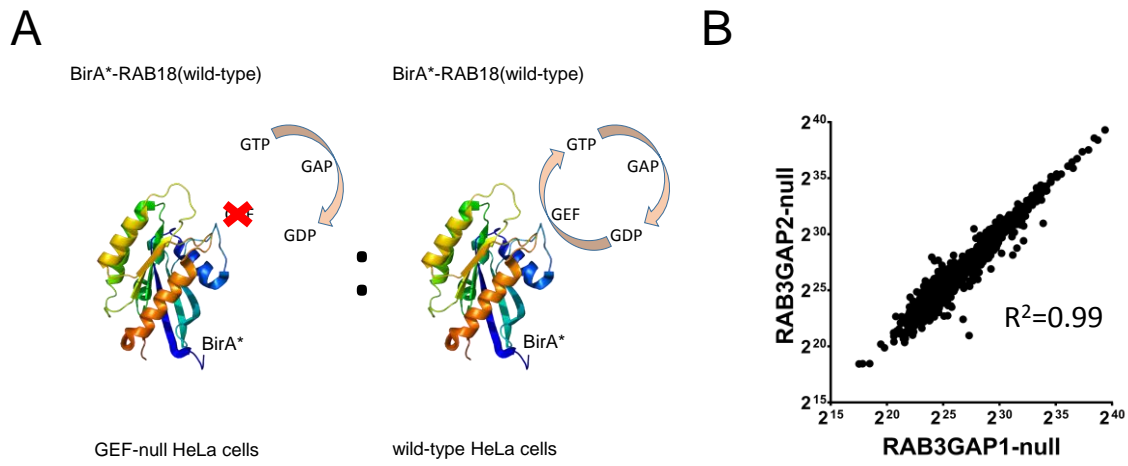 A
B
BirA*-RAB18(wild-type)
BirA*-RAB18(wild-type)
GTP
GAP
GDP
BirA*
:
GTP
GAP
GEF
GDP
BirA*
GEF-null HeLa cells
wild-type HeLa cells
2^40
2^35
2^30
2^25
2^20
2^15
RAB3GAP2-null
R²=0.99
2^15 2^20 2^25 2^30 2^35 2^40
RAB3GAP1-null